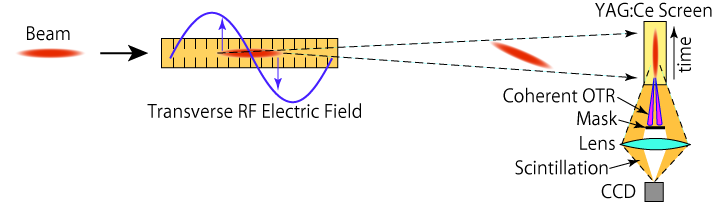 YAG:Ce Screen
Beam
time
Transverse RF Electric Field
Coherent OTR
Mask
Lens
Scintillation
CCD